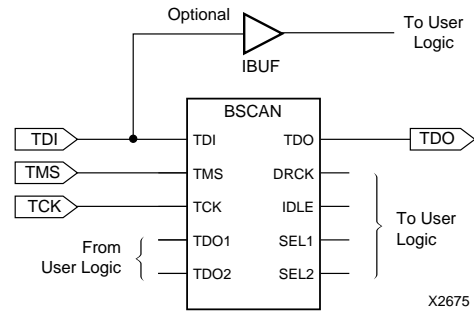 Optional
To User
Logic
IBUF
BSCAN
TDI
TDI
TDO
TDO
TMS
TMS
DRCK
TCK
TCK
IDLE
To User
Logic
From
User Logic
TDO1
SEL1
TDO2
SEL2
X2675